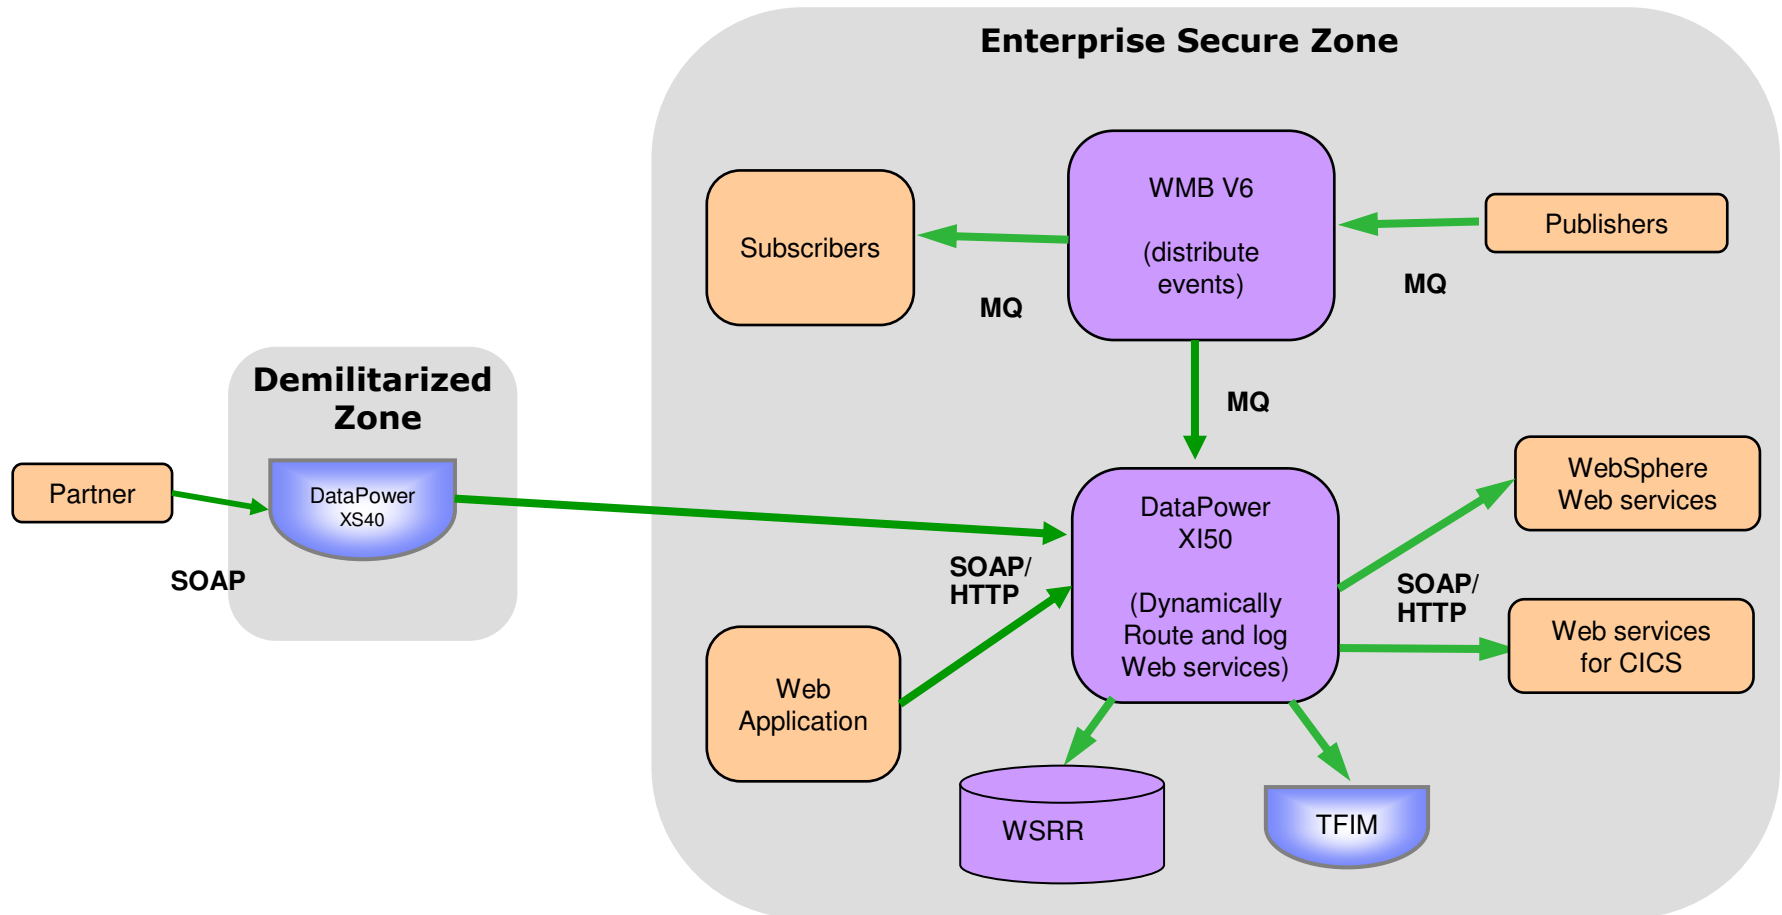 Enterprise Secure Zone
WMB V6
(distribute
events)
Subscribers
Publishers
MQ
MQ
MQ
Demilitarized
Zone
Partner
DataPower
XS40
SOAP
DataPower
XI50
(Dynamically
Route and log
Web services)
SOAP/
HTTP
WebSphere
Web services
SOAP/
HTTP
Web services
for CICS
Web
Application
WSRR
TFIM